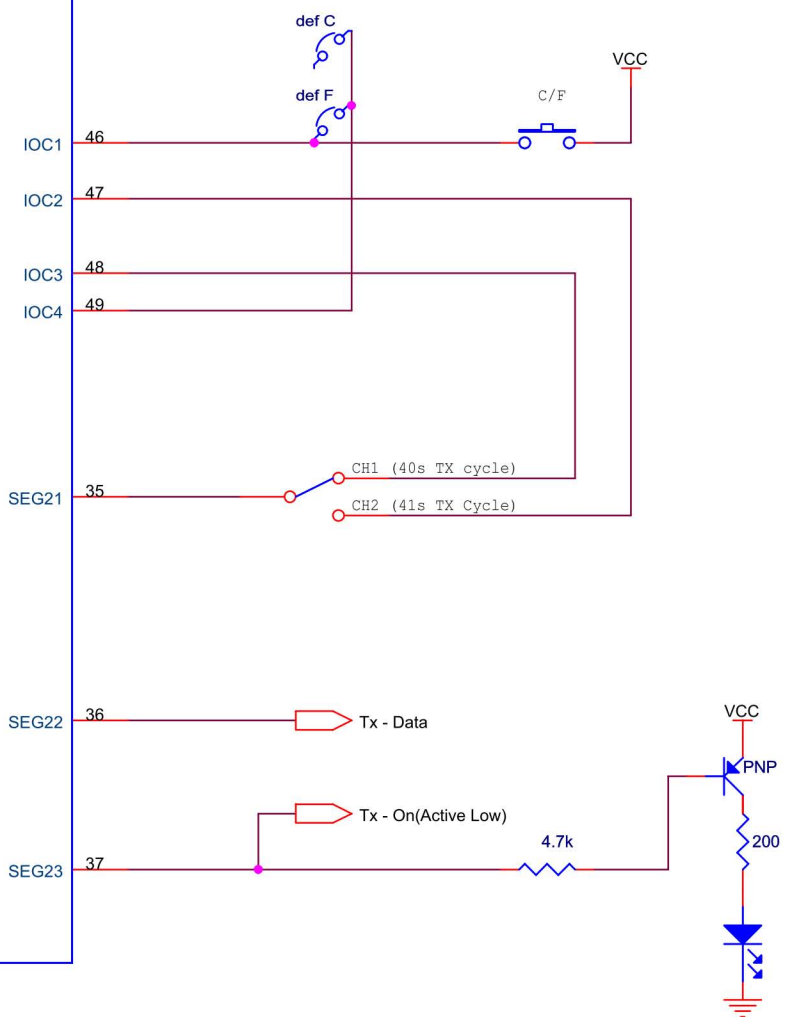 def C
VCC
def F
C/F
IOC1 46
IOC2 47
IOC3 48
IOC4 49
CH1 (40s TX cycle)
SEG21 35
CH2 (41s TX Cycle)
SEG22 36
Tx - Data
VCC
PNP
Tx - On(Active Low)
4.7k
200
SEG23 37